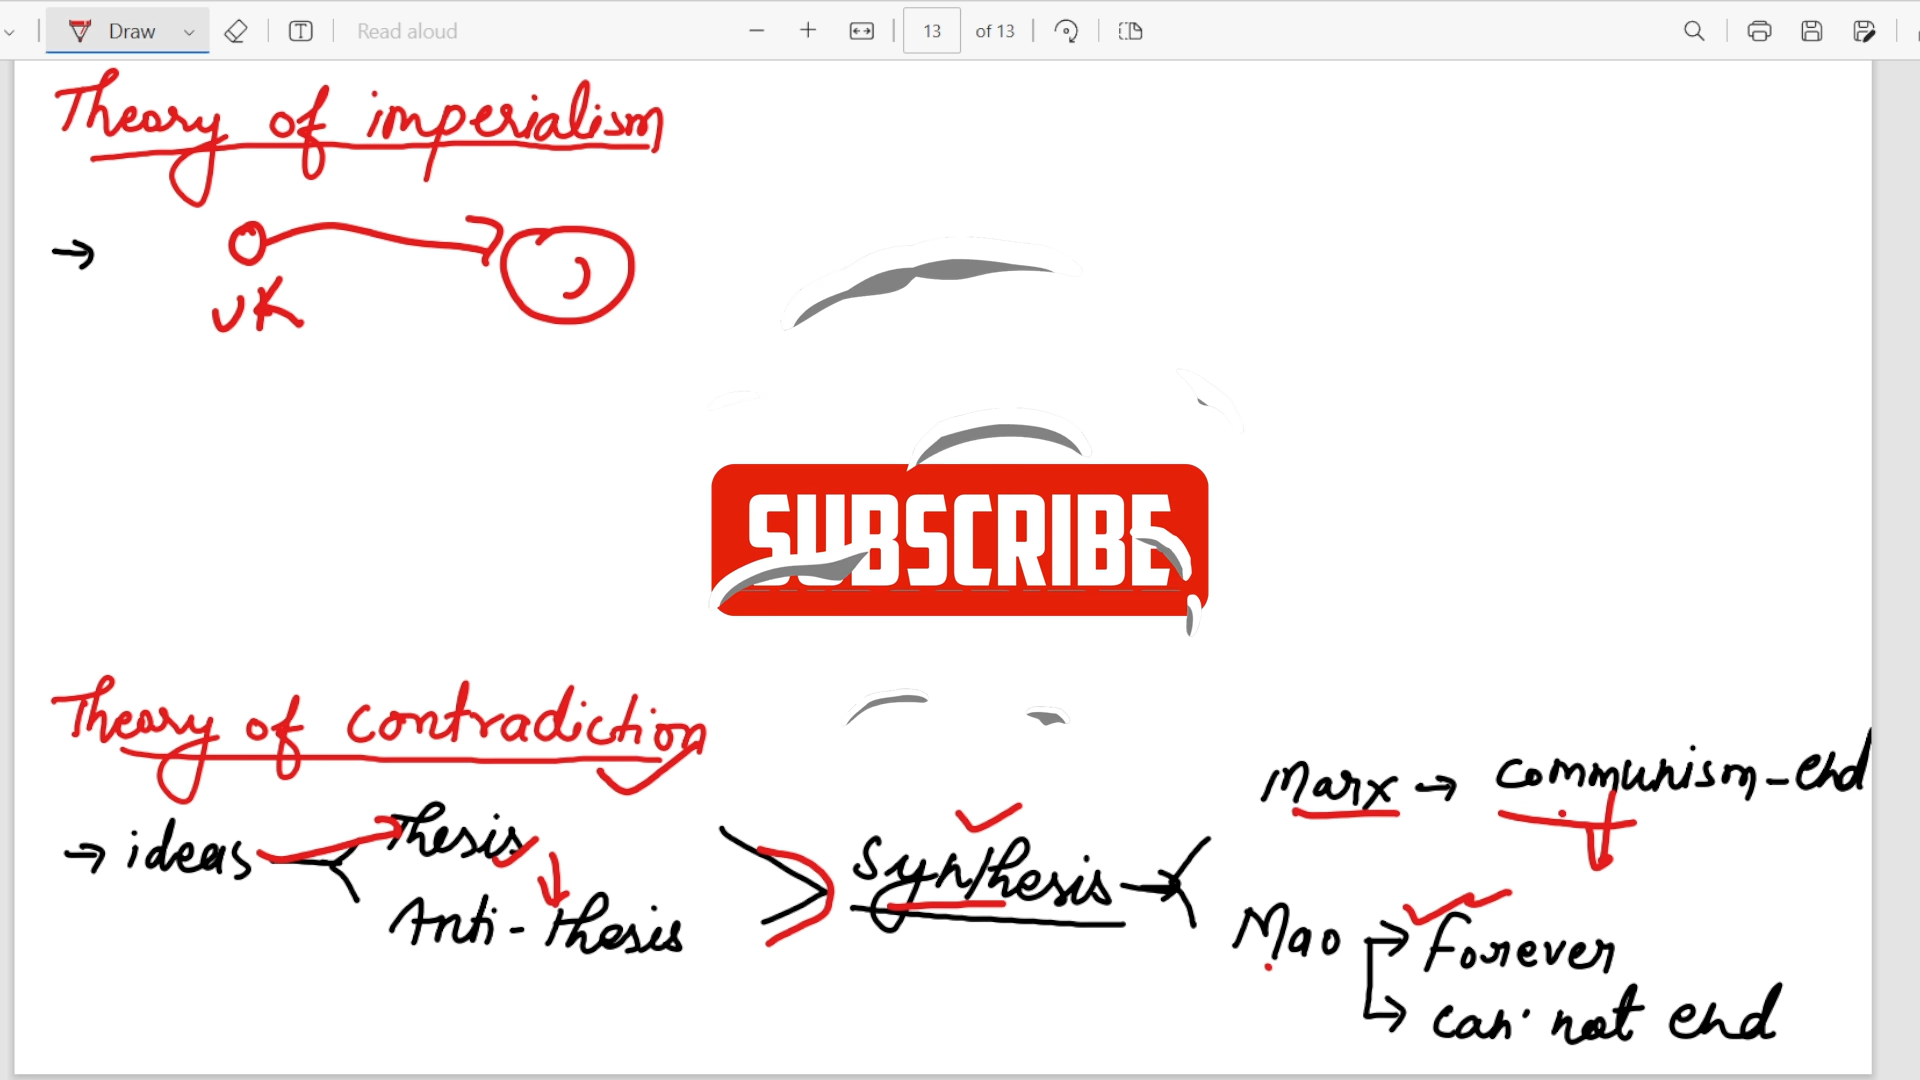 Draw
Read aloud
13 of 13
Theory of imperialism
→
UK
SUBSCRIBE
Theory of contradiction
→ ideas
Thesis
Anti-thesis
Synthesis
Marx → communism-end
Mao → Forever
→ can not end